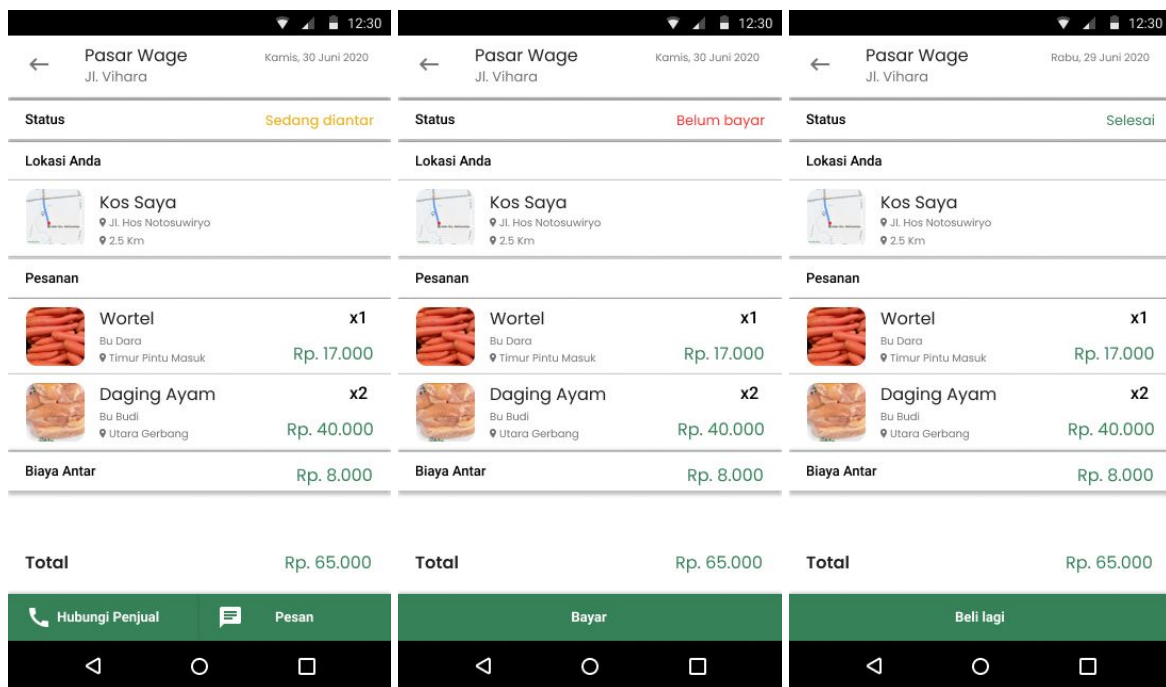 12:30
Pasar Wage
Kamis, 30 Juni 2020
Jl. Vihara
Status
Sedang diantar
Lokasi Anda
Kos Saya
Jl. Hos Notosuwiryo
2.5 Km
Pesanan
Wortel
x1
Bu Dara
Timur Pintu Masuk
Rp. 17.000
Daging Ayam
x2
Bu Budi
Utara Gerbang
Rp. 40.000
Biaya Antar
Rp. 8.000
Total
Rp. 65.000
Hubungi Penjual
Pesan
12:30
Pasar Wage
Kamis, 30 Juni 2020
Jl. Vihara
Status
Belum bayar
Lokasi Anda
Kos Saya
Jl. Hos Notosuwiryo
2.5 Km
Pesanan
Wortel
x1
Bu Dara
Timur Pintu Masuk
Rp. 17.000
Daging Ayam
x2
Bu Budi
Utara Gerbang
Rp. 40.000
Biaya Antar
Rp. 8.000
Total
Rp. 65.000
Bayar
12:30
Pasar Wage
Rabu, 29 Juni 2020
Jl. Vihara
Status
Selesai
Lokasi Anda
Kos Saya
Jl. Hos Notosuwiryo
2.5 Km
Pesanan
Wortel
x1
Bu Dara
Timur Pintu Masuk
Rp. 17.000
Daging Ayam
x2
Bu Budi
Utara Gerbang
Rp. 40.000
Biaya Antar
Rp. 8.000
Total
Rp. 65.000
Beli lagi